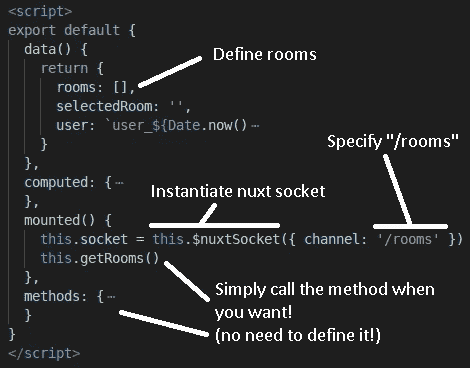 <script>
export default {
data() {
Define rooms
return {
rooms: [],
selectedRoom: '',
user: `user_${Date.now()⋯
}
Specify "/rooms"
},
computed: {⋯
},
Instantiate nuxt socket
mounted() {
this.socket = this.$nuxtSocket({ channel: '/rooms' })
this.getRooms()
},
Simply call the method when
you want!
(no need to define it!)
methods: {⋯
}
}
</script>